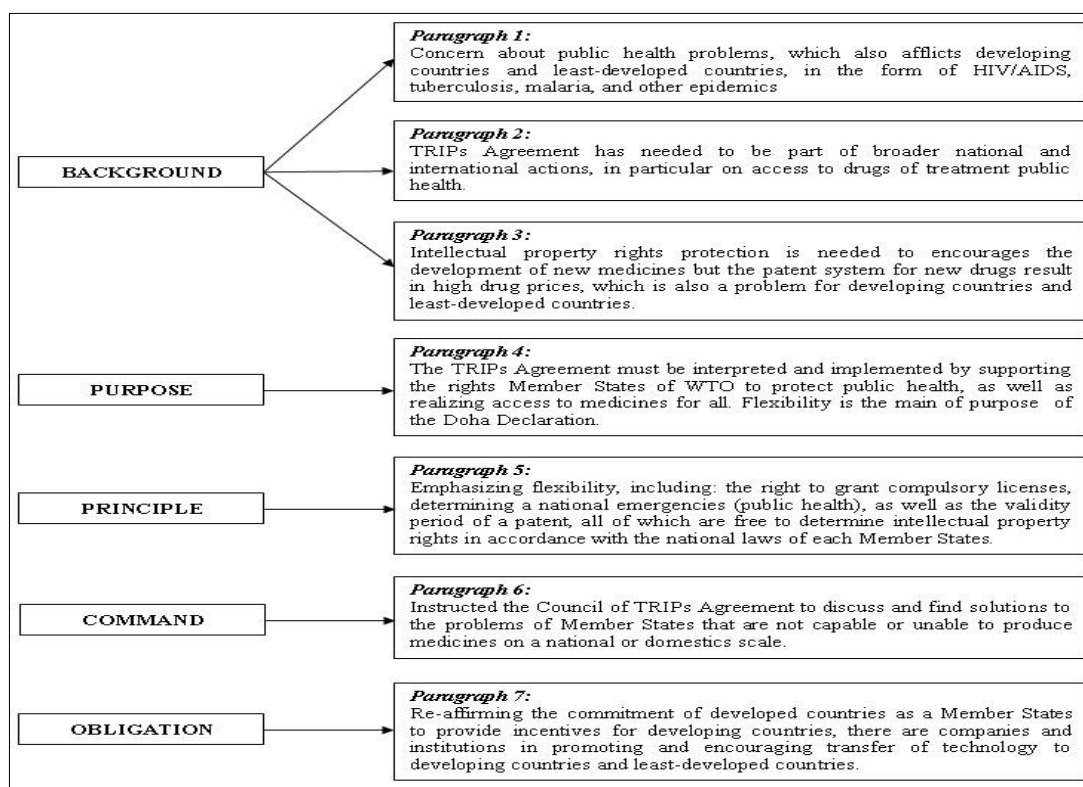 BACKGROUND
Paragraph 1:
Concern about public health problems, which also afflicts developing
countries and least-developed countries, in the form of HIV/AIDS,
tuberculosis, malaria, and other epidemics
Paragraph 2:
TRIPs Agreement has needed to be part of broader national and
international actions, in particular on access to drugs of treatment public
health.
Paragraph 3:
Intellectual property rights protection is needed to encourages the
development of new medicines but the patent system for new drugs result
in high drug prices, which is also a problem for developing countries and
least-developed countries.
PURPOSE
Paragraph 4:
The TRIPs Agreement must be interpreted and implemented by supporting
the rights Member States of WTO to protect public health, as well as
realizing access to medicines for all. Flexibility is the main of purpose of
the Doha Declaration.
PRINCIPLE
Paragraph 5:
Emphasizing flexibility, including: the right to grant compulsory licenses,
determining a national emergencies (public health), as well as the validity
period of a patent, all of which are free to determine intellectual property
rights in accordance with the national laws of each Member States.
COMMAND
Paragraph 6:
Instructed the Council of TRIPs Agreement to discuss and find solutions to
the problems of Member States that are not capable or unable to produce
medicines on a national or domestics scale.
OBLIGATION
Paragraph 7:
Re-affirming the commitment of developed countries as a Member States
to provide incentives for developing countries, there are companies and
institutions in promoting and encouraging transfer of technology to
developing countries and least-developed countries.